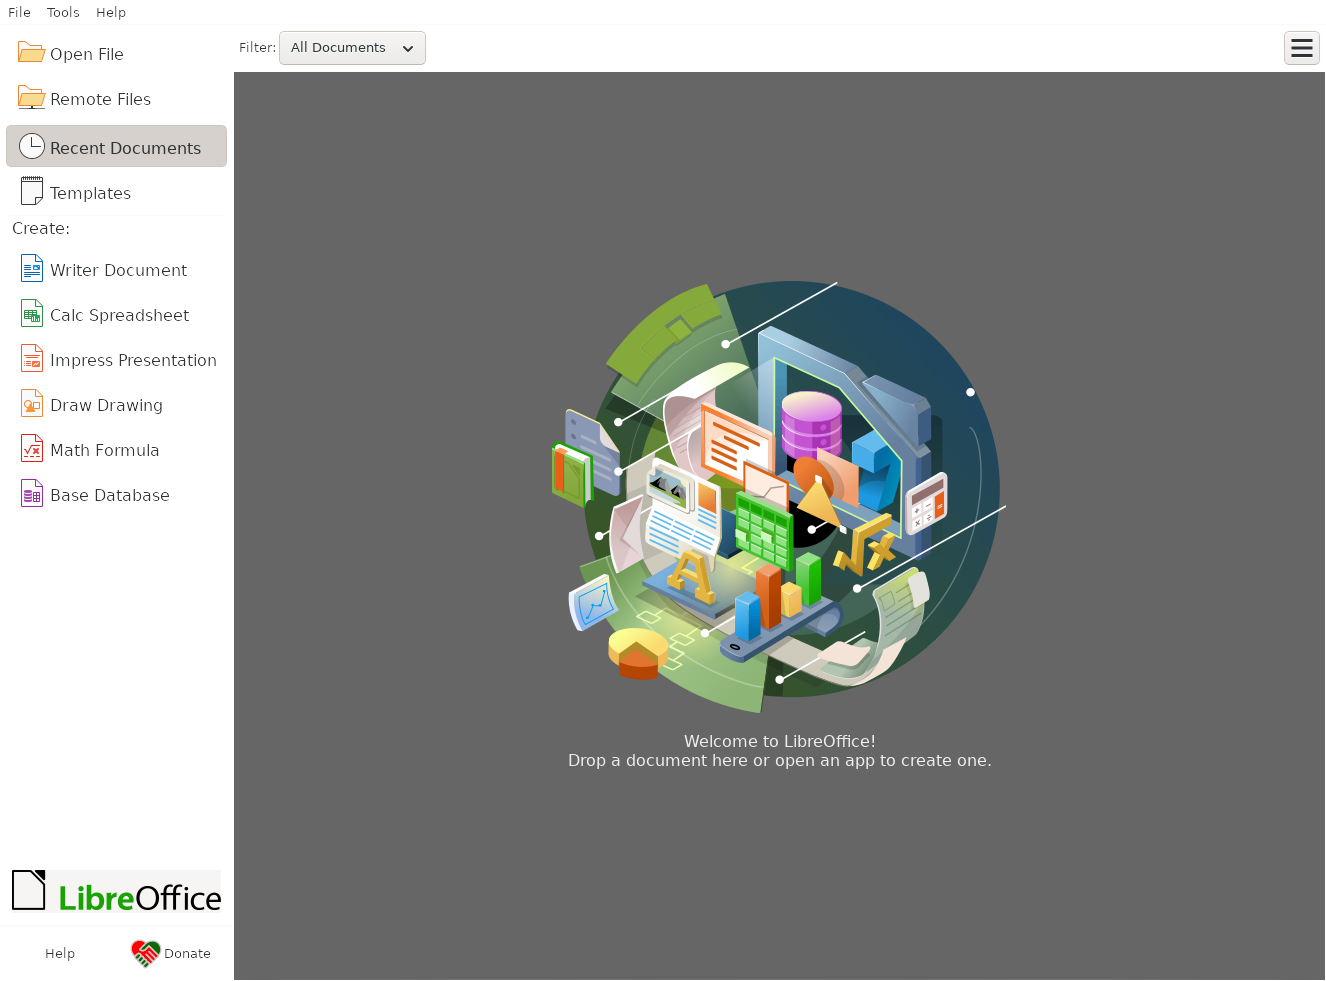 File Tools Help
Open File
Remote Files
Recent Documents
Templates
Create:
Writer Document
Calc Spreadsheet
Impress Presentation
Draw Drawing
Math Formula
Base Database
LibreOffice
Help Donate
Filter: All Documents
Welcome to LibreOffice!
Drop a document here or open an app to create one.